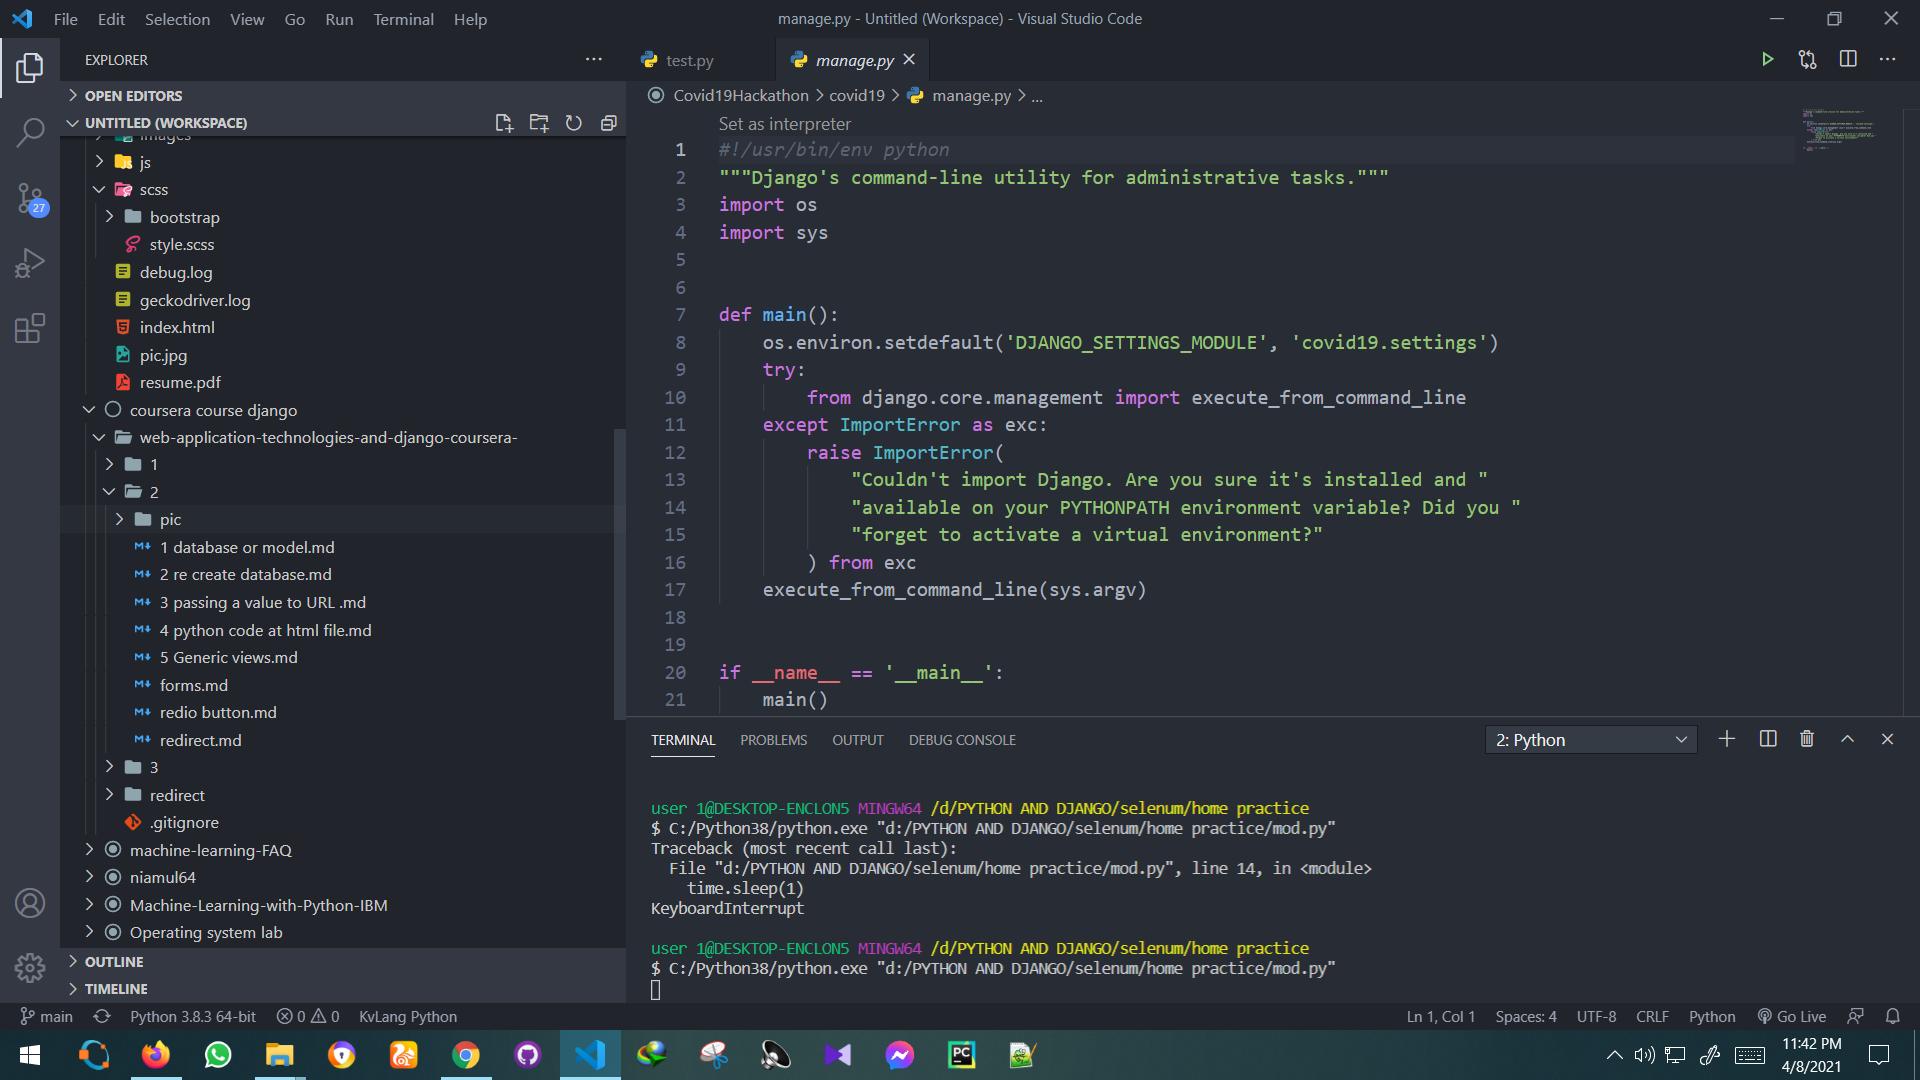 File Edit Selection View Go Run Terminal Help
manage.py - Untitled (Workspace) - Visual Studio Code
EXPLORER
OPEN EDITORS
UNTITLED (WORKSPACE)
images
js
scss
bootstrap
style.scss
debug.log
geckodriver.log
index.html
pic.jpg
resume.pdf
coursera course django
web-application-technologies-and-django-coursera-
1
2
pic
1 database or model.md
2 re create database.md
3 passing a value to URL .md
4 python code at html file.md
5 Generic views.md
forms.md
redio button.md
redirect.md
3
redirect
.gitignore
machine-learning-FAQ
niamul64
Machine-Learning-with-Python-IBM
Operating system lab
OUTLINE
TIMELINE
27
test.py
manage.py
Covid19Hackathon > covid19 > manage.py > ...
Set as interpreter
1 #!/usr/bin/env python
2 """Django's command-line utility for administrative tasks."""
3 import os
4 import sys
5
6
7 def main():
8 os.environ.setdefault('DJANGO_SETTINGS_MODULE', 'covid19.settings')
9 try:
10 from django.core.management import execute_from_command_line
11 except ImportError as exc:
12 raise ImportError(
13 "Couldn't import Django. Are you sure it's installed and "
14 "available on your PYTHONPATH environment variable? Did you "
15 "forget to activate a virtual environment?"
16 ) from exc
17 execute_from_command_line(sys.argv)
18
19
20 if __name__ == '__main__':
21 main()
TERMINAL PROBLEMS OUTPUT DEBUG CONSOLE
2: Python
user 1@DESKTOP-ENCLON5 MINGW64 /d/PYTHON AND DJANGO/selenum/home practice
$ C:/Python38/python.exe "d:/PYTHON AND DJANGO/selenum/home practice/mod.py"
Traceback (most recent call last):
File "d:/PYTHON AND DJANGO/selenum/home practice/mod.py", line 14, in <module>
time.sleep(1)
KeyboardInterrupt
user 1@DESKTOP-ENCLON5 MINGW64 /d/PYTHON AND DJANGO/selenum/home practice
$ C:/Python38/python.exe "d:/PYTHON AND DJANGO/selenum/home practice/mod.py"
main Python 3.8.3 64-bit 0 0 KvLang Python
Ln 1, Col 1 Spaces: 4 UTF-8 CRLF Python Go Live
PC
11:42 PM
4/8/2021